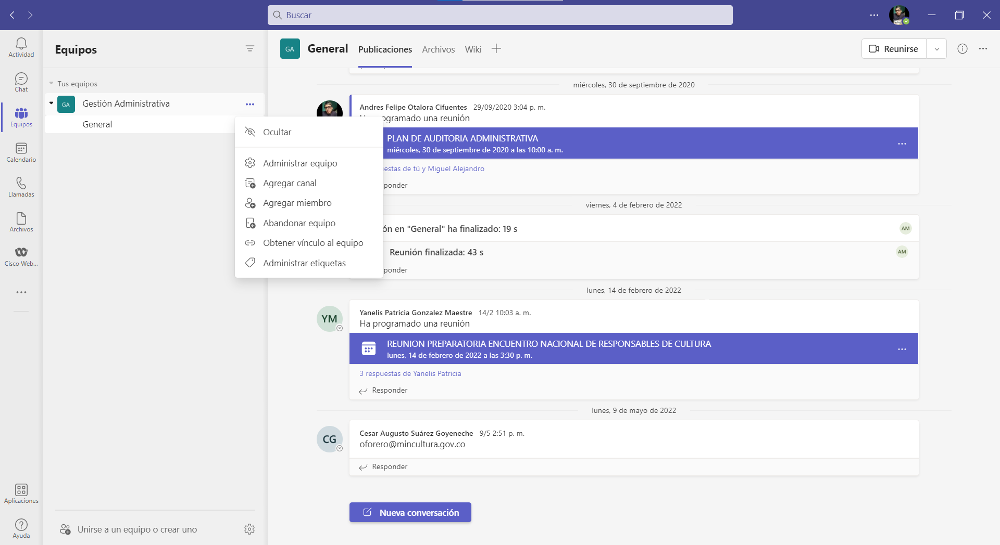 Buscar
Actividad
Chat
Equipos
Calendario
Llamadas
Archivos
Cisco Web...
Aplicaciones
Ayuda
Equipos
Tus equipos
GA
Gestión Administrativa
General
Ocultar
Administrar equipo
Agregar canal
Agregar miembro
Abandonar equipo
Obtener vínculo al equipo
Administrar etiquetas
Unirse a un equipo o crear uno
GA
General
Publicaciones
Archivos
Wiki
Reunirse
miércoles, 30 de septiembre de 2020
Andres Felipe Otalora Cifuentes 29/09/2020 3:04 p. m.
programado una reunión
PLAN DE AUDITORIA ADMINISTRATIVA
miércoles, 30 de septiembre de 2020 a las 10:00 a. m.
estas de tú y Miguel Alejandro
ponder
viernes, 4 de febrero de 2022
ón en "General" ha finalizado: 19 s
AM
Reunión finalizada: 43 s
AM
ponder
lunes, 14 de febrero de 2022
YM
Yanelis Patricia Gonzalez Maestre 14/2 10:03 a. m.
Ha programado una reunión
REUNION PREPARATORIA ENCUENTRO NACIONAL DE RESPONSABLES DE CULTURA
lunes, 14 de febrero de 2022 a las 3:30 p. m.
3 respuestas de Yanelis Patricia
Responder
lunes, 9 de mayo de 2022
CG
Cesar Augusto Suárez Goyeneche 9/5 2:51 p. m.
oforero@mincultura.gov.co
Responder
Nueva conversación